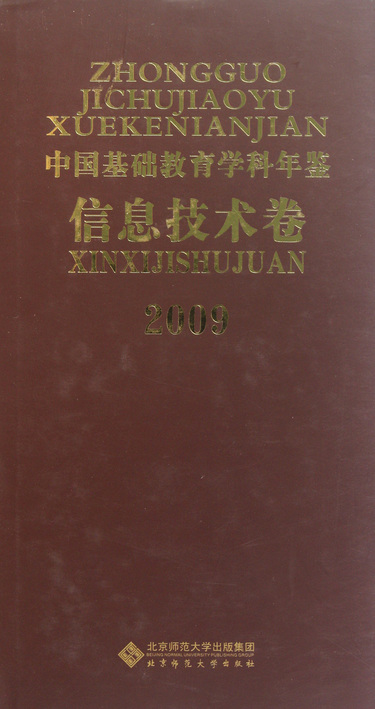 ZHONGGUO
JICHUJIAOYU
XUEKENIANJIAN
中国基础教育学科年鉴
信息技术卷
XINXIJISHUJUAN
2009
北京师范大学出版集团
BEIJING NORMAL UNIVERSITY PUBLISHING GROUP
北京师范大学出版社